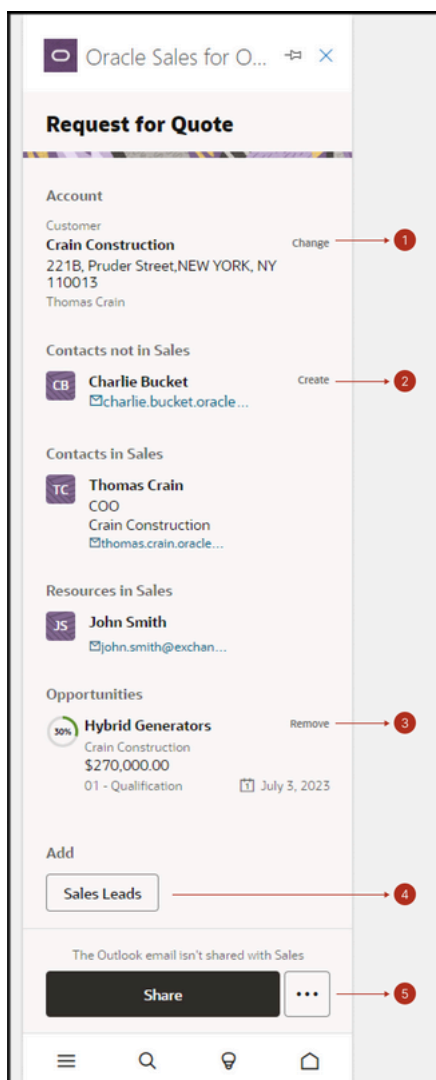 Oracle Sales for O...
Request for Quote
Account
Customer
Crain Construction
Change
1
221B, Pruder Street,NEW YORK, NY
110013
Thomas Crain
Contacts not in Sales
CB
Charlie Bucket
Create
2
charlie.bucket.oracle...
Contacts in Sales
TC
Thomas Crain
COO
Crain Construction
thomas.crain.oracle...
Resources in Sales
JS
John Smith
john.smith@exchan...
Opportunities
30%
Hybrid Generators
Remove
3
Crain Construction
$270,000.00
01 - Qualification
July 3, 2023
Add
Sales Leads
4
The Outlook email isn't shared with Sales
Share
...
5